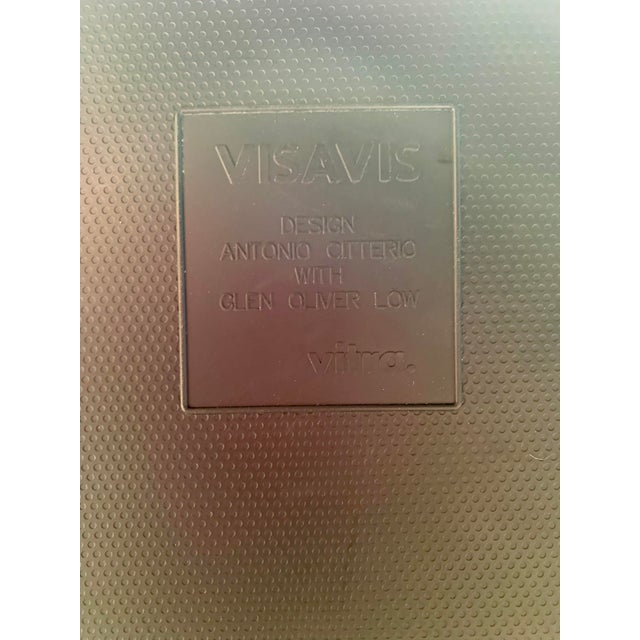 VISAVIS
DESIGN
ANTONIO CITTERIO
WITH
GLEN OLIVER LOW
vitra.